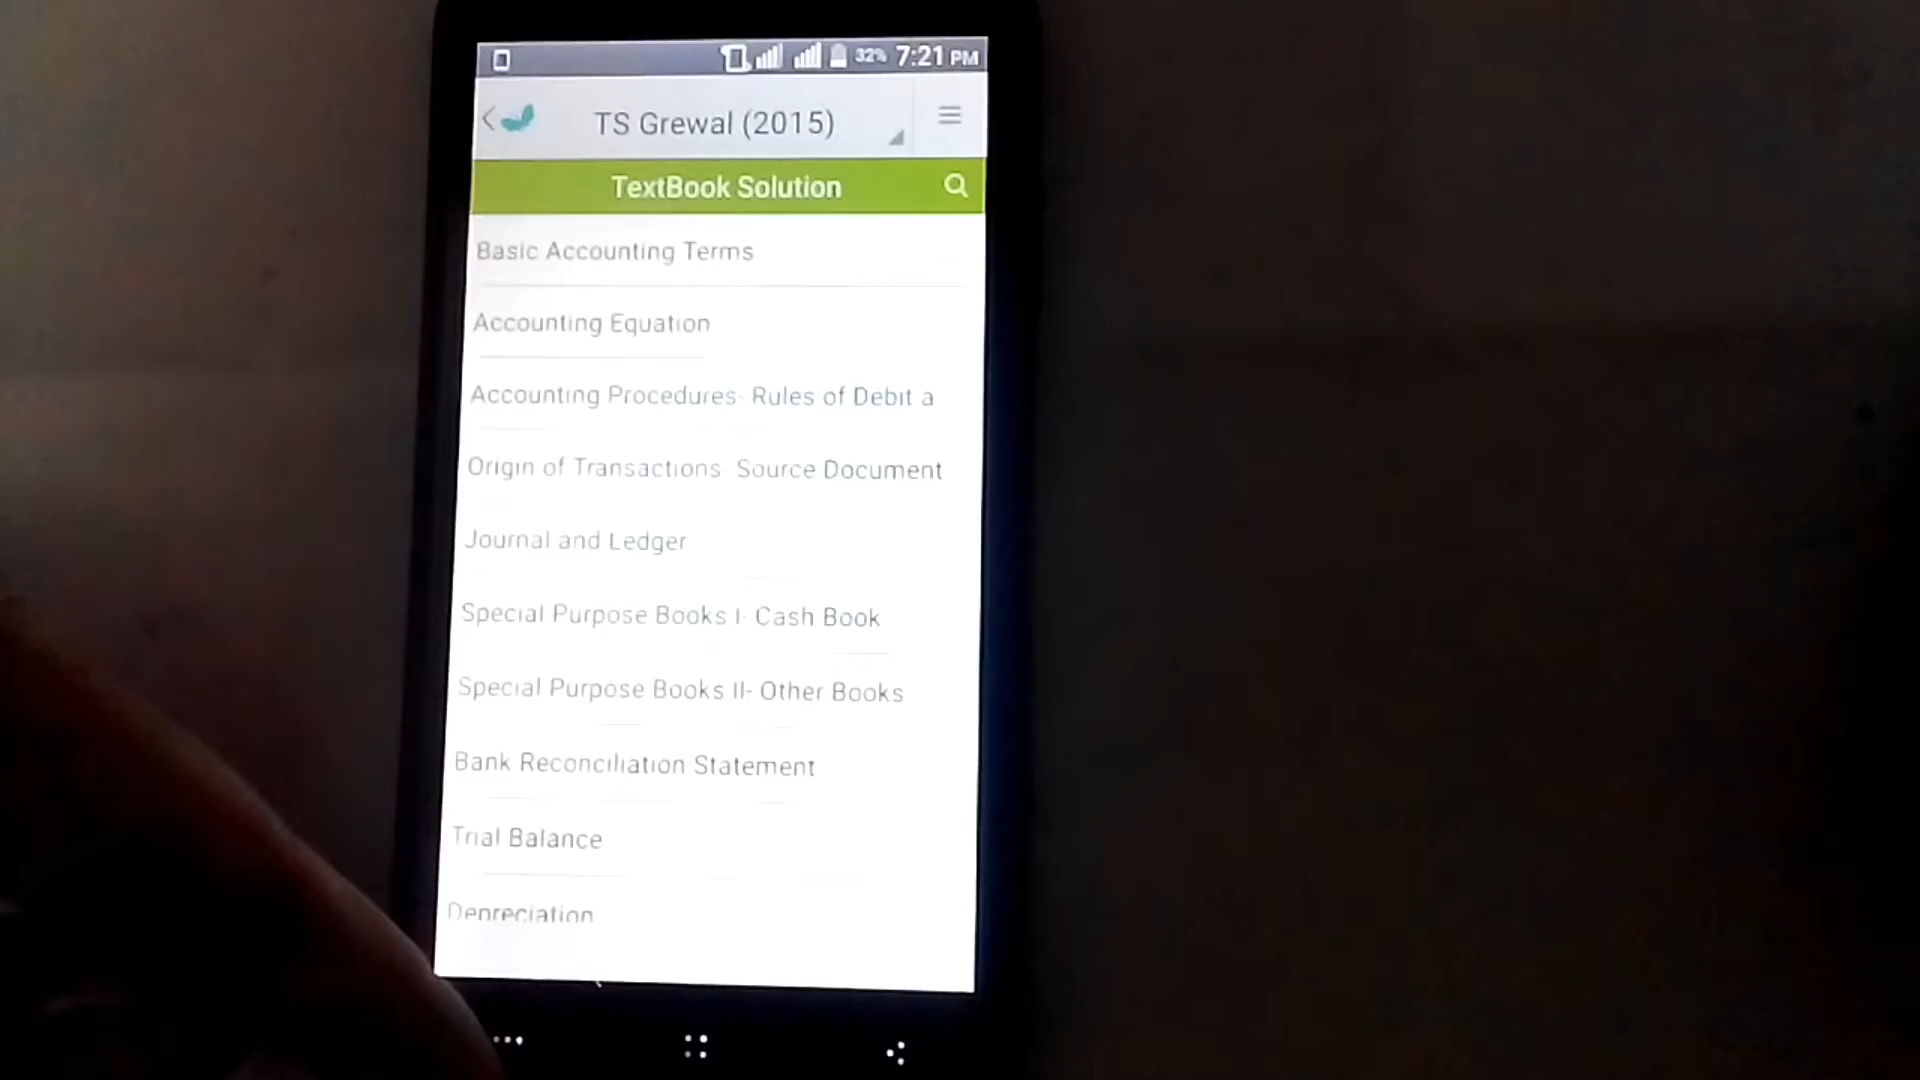 32% 7:21 PM
TS Grewal (2015)
TextBook Solution
Basic Accounting Terms
Accounting Equation
Accounting Procedures- Rules of Debit a
Origin of Transactions Source Document
Journal and Ledger
Special Purpose Books I- Cash Book
Special Purpose Books II- Other Books
Bank Reconciliation Statement
Trial Balance
Depreciation